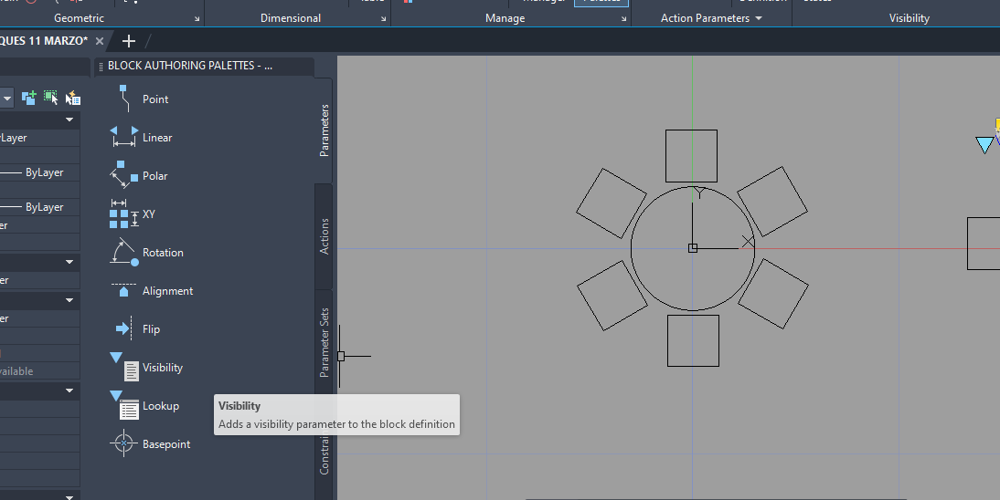 Geometric
Dimensional
Manage
Action Parameters
Visibility
QUES 11 MARZO*
BLOCK AUTHORING PALETTES - ...
Point
Linear
Polar
XY
Rotation
Alignment
Flip
Visibility
Lookup
Basepoint
Parameters
Actions
Parameter Sets
Constrai
yLayer
ByLayer
ByLayer
er
er
er
vailable
Visibility
Adds a visibility parameter to the block definition
Y
X